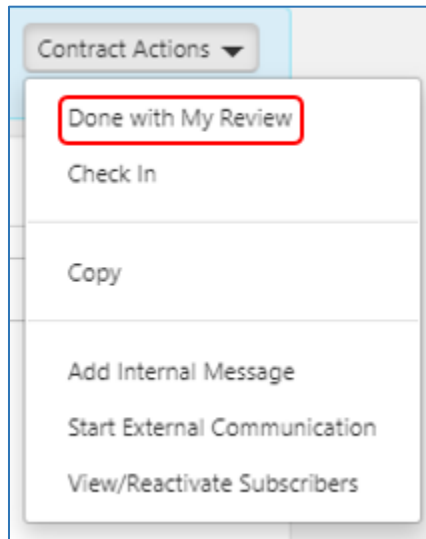 Contract Actions
Done with My Review
Check In
Copy
Add Internal Message
Start External Communication
View/Reactivate Subscribers